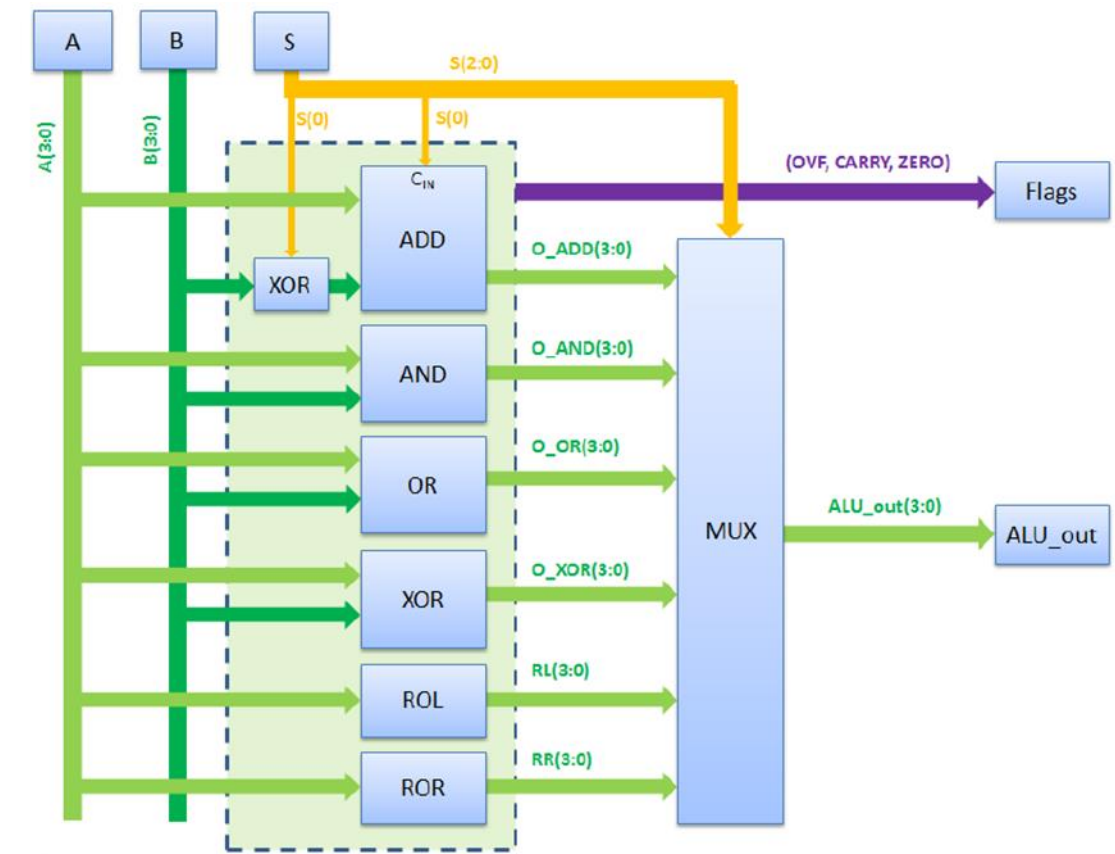 A
B
S
S(2:0)
A(3:0)
B(3:0)
S(0)
S(0)
(OVF, CARRY, ZERO)
Flags
CIN
ADD
XOR
O_ADD(3:0)
AND
O_AND(3:0)
OR
O_OR(3:0)
MUX
ALU_out(3:0)
ALU_out
XOR
O_XOR(3:0)
ROL
RL(3:0)
ROR
RR(3:0)